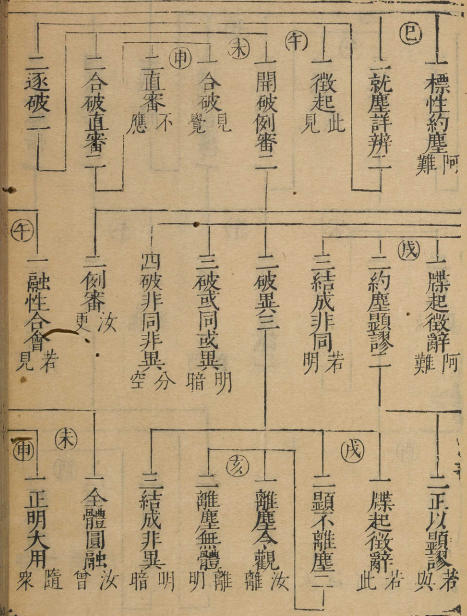 巳
一標性約塵 阿難
二就塵詳辨二
午
一徵起 此見
一開破例審二
未
一合破 見覺
申
二直審 不應
二合破直審二
二逐破二
戌
一牒起徵辭 阿難
二約塵顯謬二
三結成非同 若明
二破異三
三破或同或異 明暗
四破非同非異 分空
二例審 汝更
午
一融性合會 若見
二正以顯謬 若與
一牒起徵辭 若此
戌
二顯不離塵二
一離塵令觀 汝離
亥
二離塵無體 離明
三結成非異 明暗
一全體圓融 汝曾
未
一正明大用 隨衆
申